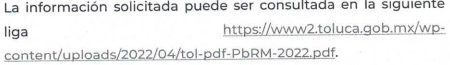 La información solicitada puede ser consultada en la siguiente
liga https://www2.toluca.gob.mx/wp-
content/uploads/2022/04/tol-pdf-PbRM-2022.pdf.